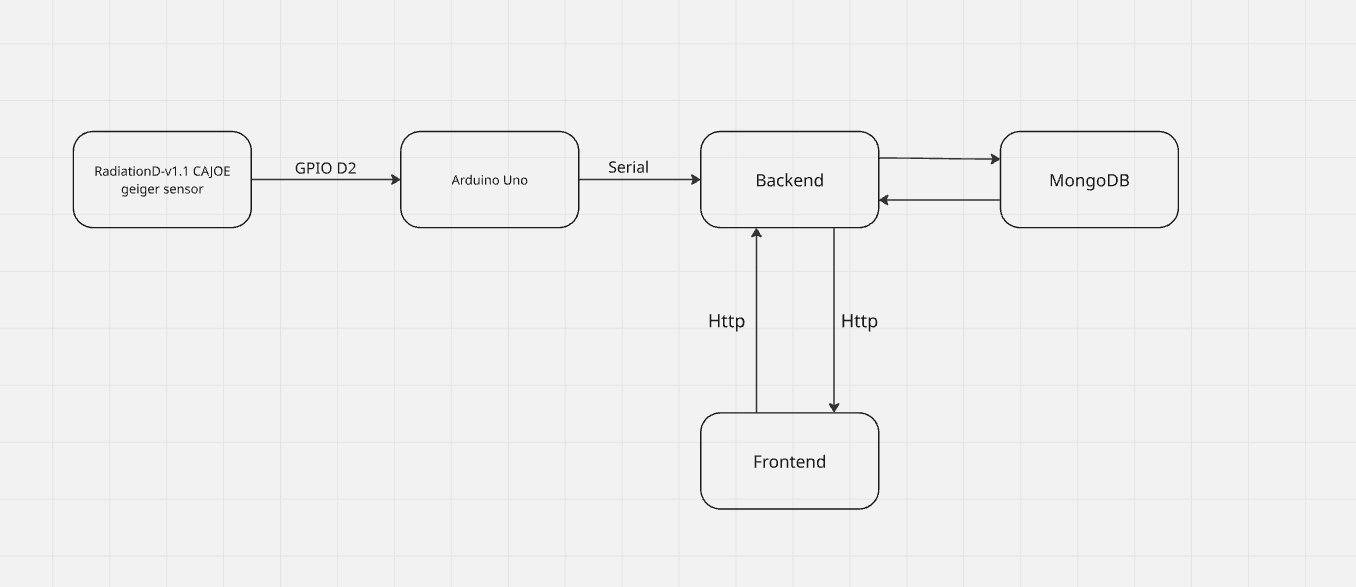 RadiationD-v1.1 CAJOE
geiger sensor
GPIO D2
Arduino Uno
Serial
Backend
MongoDB
Http
Http
Frontend